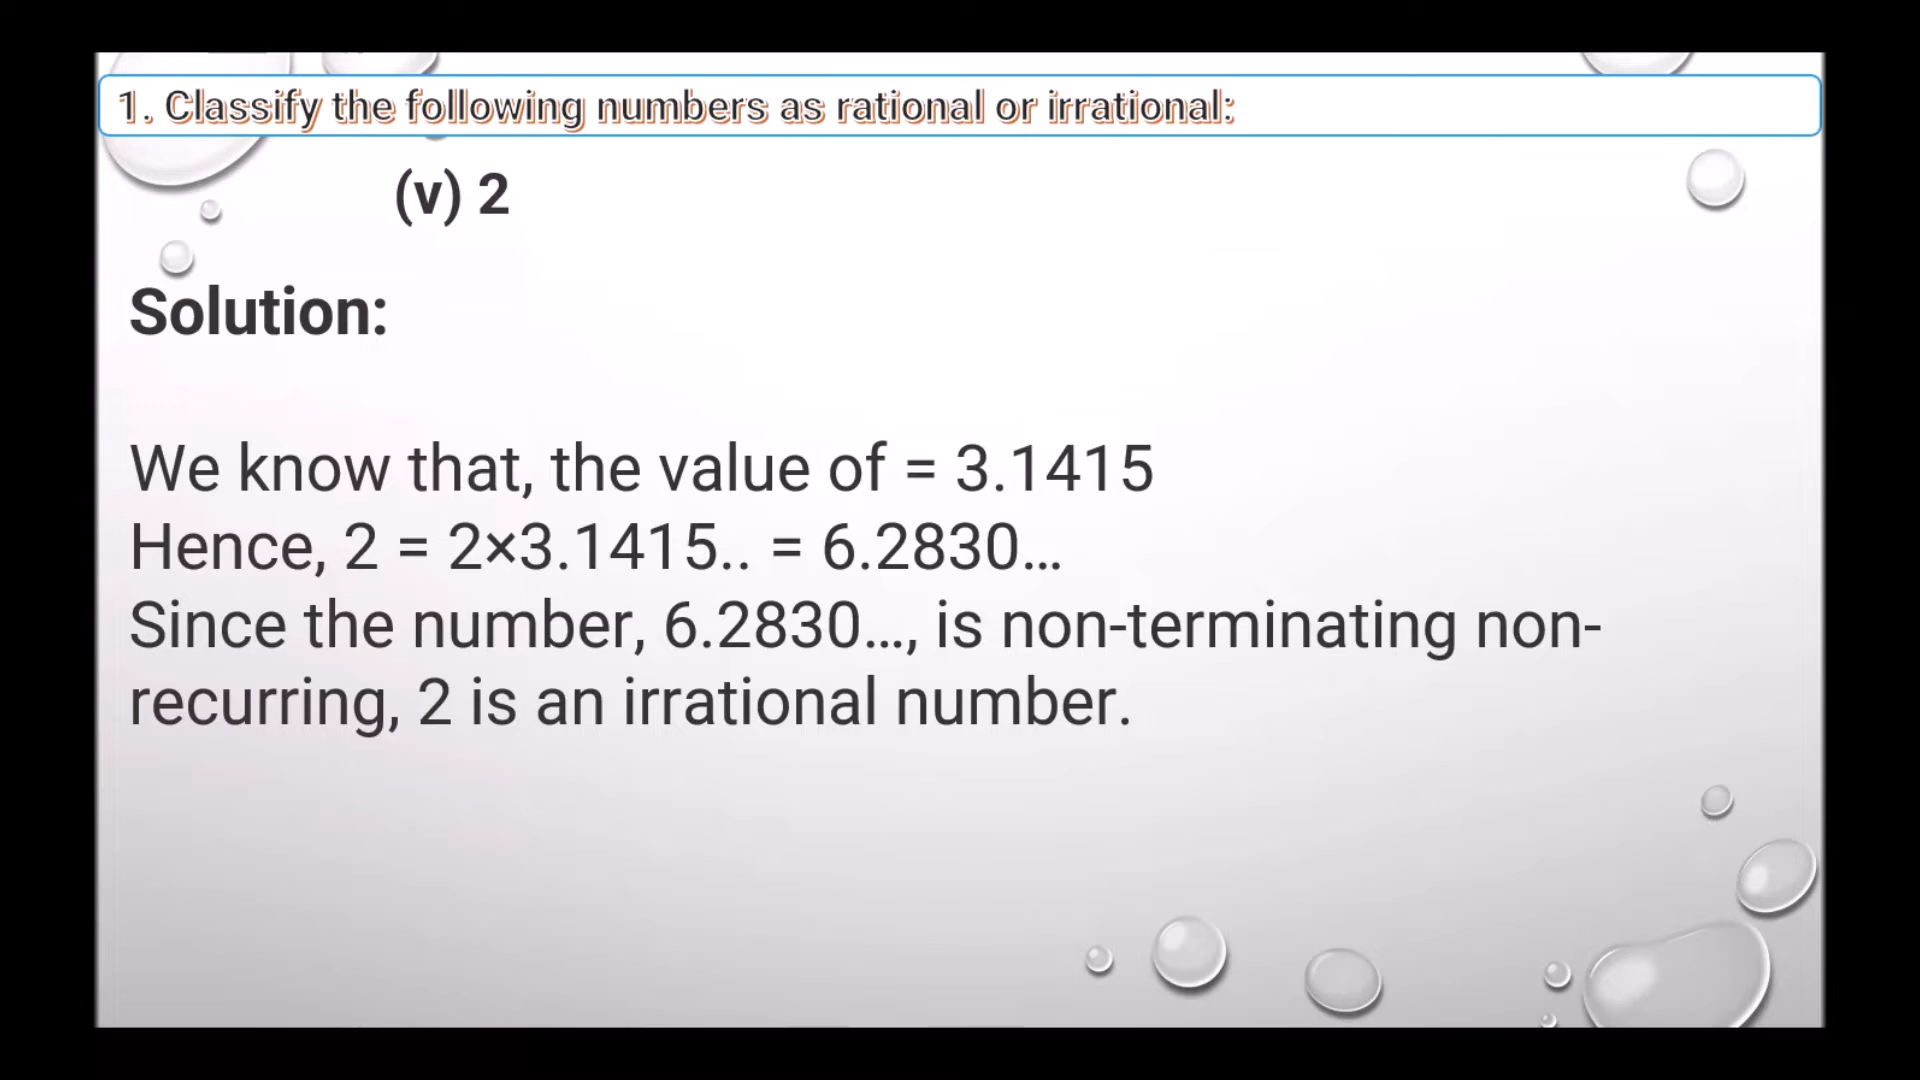 1. Classify the following numbers as rational or irrational:
(v) 2
Solution:
We know that, the value of = 3.1415
Hence, 2 = 2×3.1415.. = 6.2830…
Since the number, 6.2830…, is non-terminating non-
recurring, 2 is an irrational number.